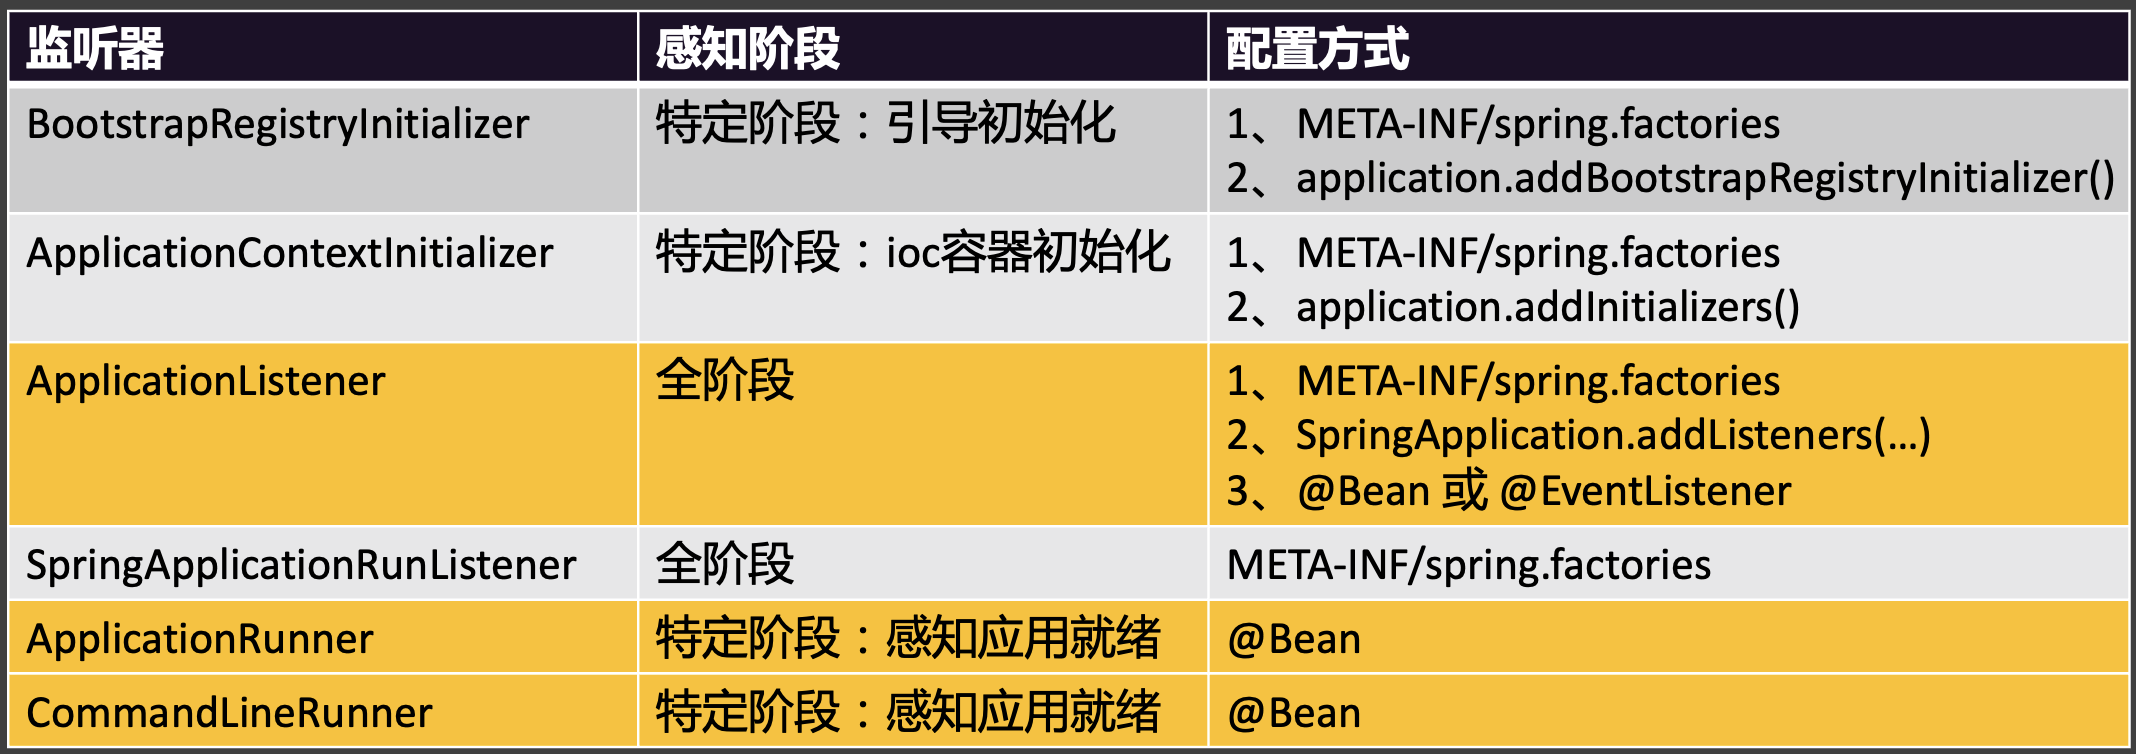 监听器 感知阶段 配置方式
BootstrapRegistryInitializer 特定阶段：引导初始化 1、 META-INF/spring.factories
2、 application.addBootstrapRegistryInitializer()
ApplicationContextInitializer 特定阶段：ioc容器初始化 1、 META-INF/spring.factories
2、 application.addInitializers()
ApplicationListener 全阶段 1、 META-INF/spring.factories
2、 SpringApplication.addListeners(…)
3、 @Bean 或 @EventListener
SpringApplicationRunListener 全阶段 META-INF/spring.factories
ApplicationRunner 特定阶段：感知应用就绪 @Bean
CommandLineRunner 特定阶段：感知应用就绪 @Bean